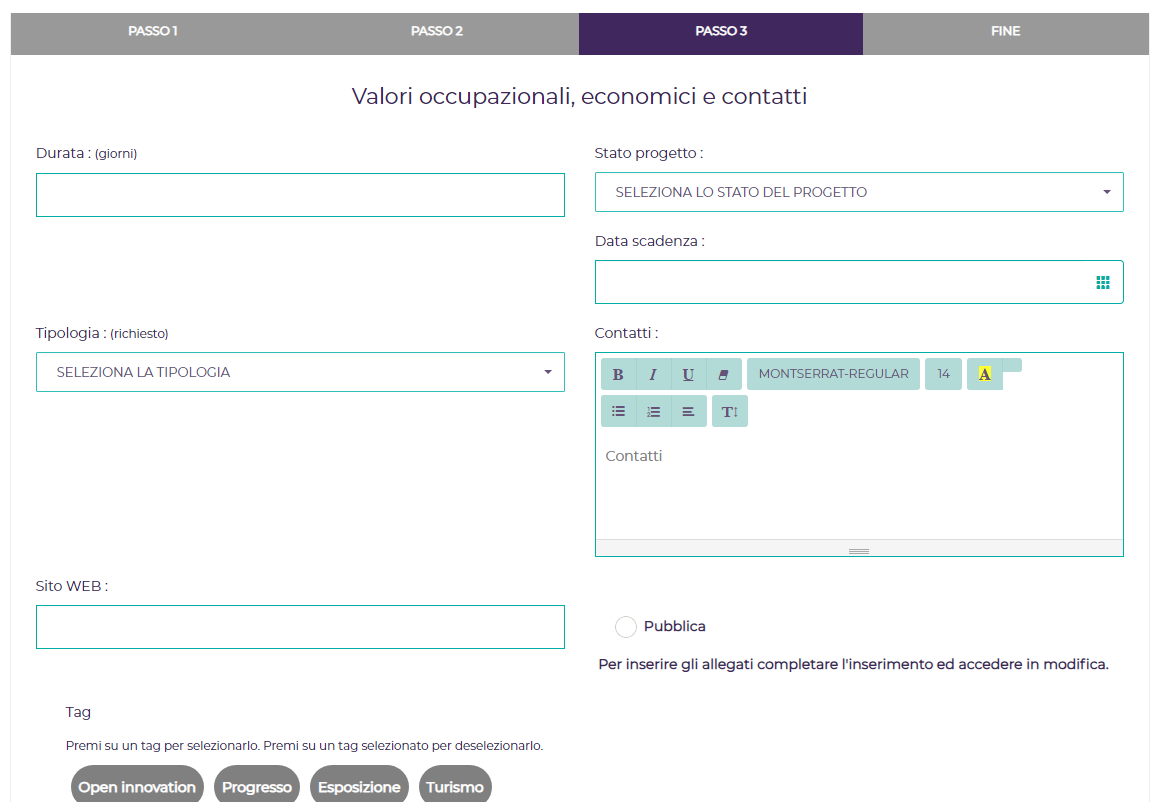 PASSO 1
PASSO 2
PASSO 3
FINE
Valori occupazionali, economici e contatti
Durata : (giorni)
Stato progetto :
SELEZIONA LO STATO DEL PROGETTO
Data scadenza :
Tipologia : (richiesto)
SELEZIONA LA TIPOLOGIA
Contatti :
B I U MONTSERRAT-REGULAR 14 A
T
Contatti
Sito WEB :
Pubblica
Per inserire gli allegati completare l'inserimento ed accedere in modifica.
Tag
Premi su un tag per selezionarlo. Premi su un tag selezionato per deselezionarlo.
Open innovation Progresso Esposizione Turismo